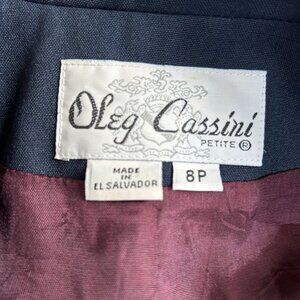 Oleg Cassini
PETITE ®
MADE
IN
EL SALVADOR
8P